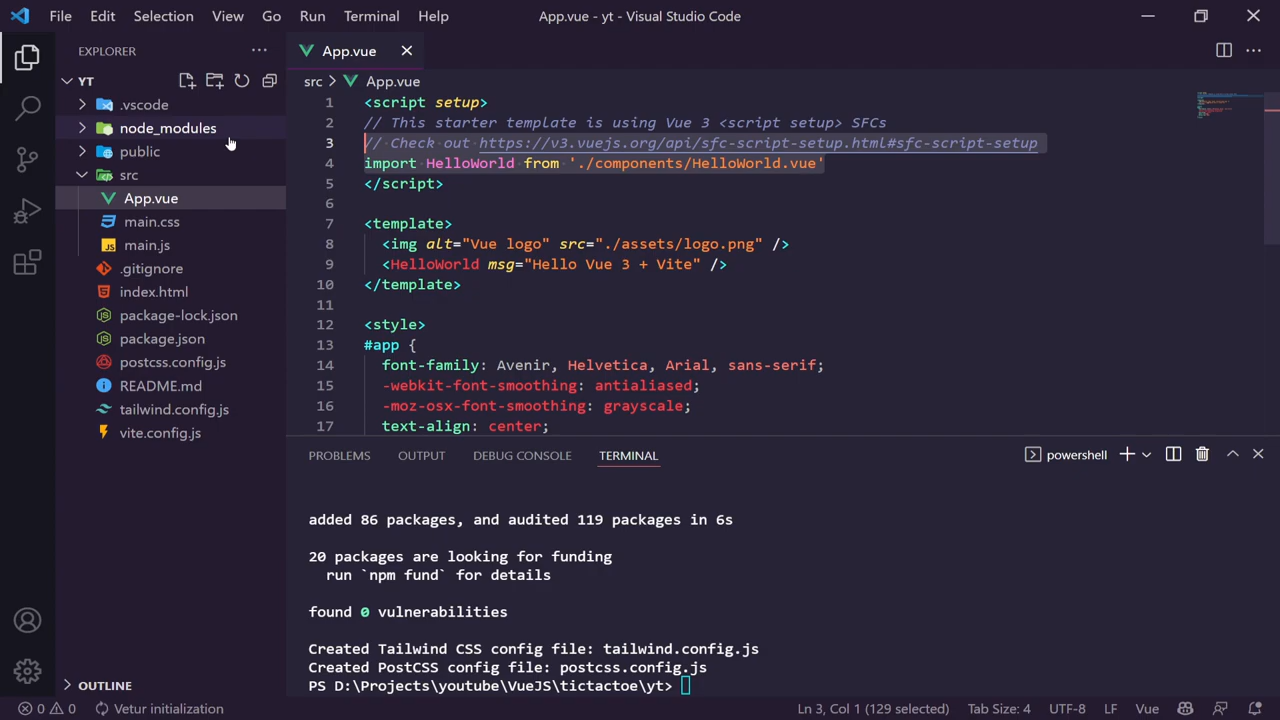 File Edit Selection View Go Run Terminal Help App.vue - yt - Visual Studio Code
EXPLORER ···
YT
.vscode
node_modules
public
src
App.vue
main.css
JS main.js
.gitignore
index.html
package-lock.json
package.json
postcss.config.js
README.md
tailwind.config.js
vite.config.js
OUTLINE
App.vue
src > App.vue
1 <script setup>
2 // This starter template is using Vue 3 <script setup> SFCs
3 // Check out https://v3.vuejs.org/api/sfc-script-setup.html#sfc-script-setup
4 import HelloWorld from './components/HelloWorld.vue'
5 </script>
6
7 <template>
8 <img alt="Vue logo" src="./assets/logo.png" />
9 <HelloWorld msg="Hello Vue 3 + Vite" />
10 </template>
11
12 <style>
13 #app {
14 font-family: Avenir, Helvetica, Arial, sans-serif;
15 -webkit-font-smoothing: antialiased;
16 -moz-osx-font-smoothing: grayscale;
17 text-align: center;
PROBLEMS OUTPUT DEBUG CONSOLE TERMINAL powershell
added 86 packages, and audited 119 packages in 6s
20 packages are looking for funding
run `npm fund` for details
found 0 vulnerabilities
Created Tailwind CSS config file: tailwind.config.js
Created PostCSS config file: postcss.config.js
PS D:\Projects\youtube\VueJS\tictactoe\yt>
0 0 Vetur initialization Ln 3, Col 1 (129 selected) Tab Size: 4 UTF-8 LF Vue